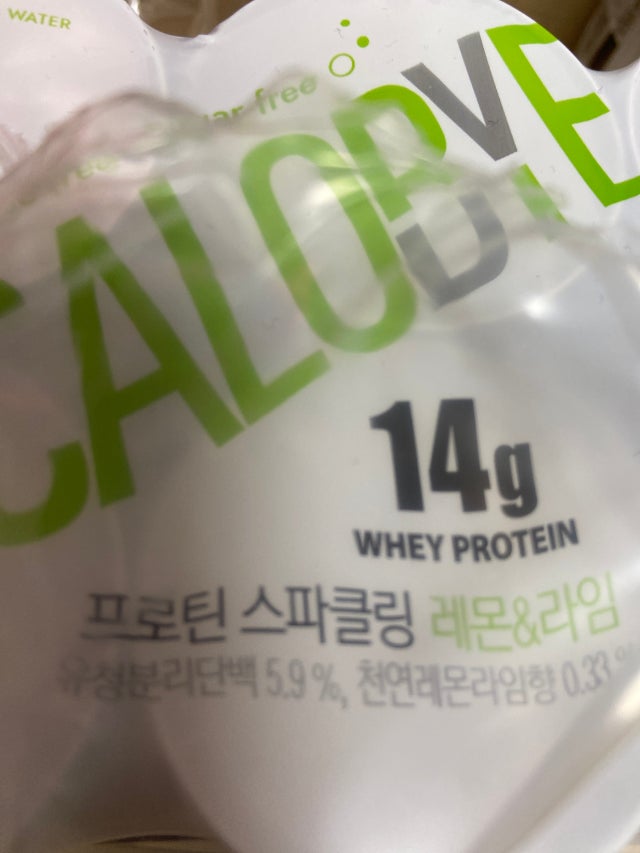 WATER
free
CALOBYE
14g
WHEY PROTEIN
프로틴 스파클링 레몬&라임
유청분리단백 5.9%, 천연레몬라임향 0.33%